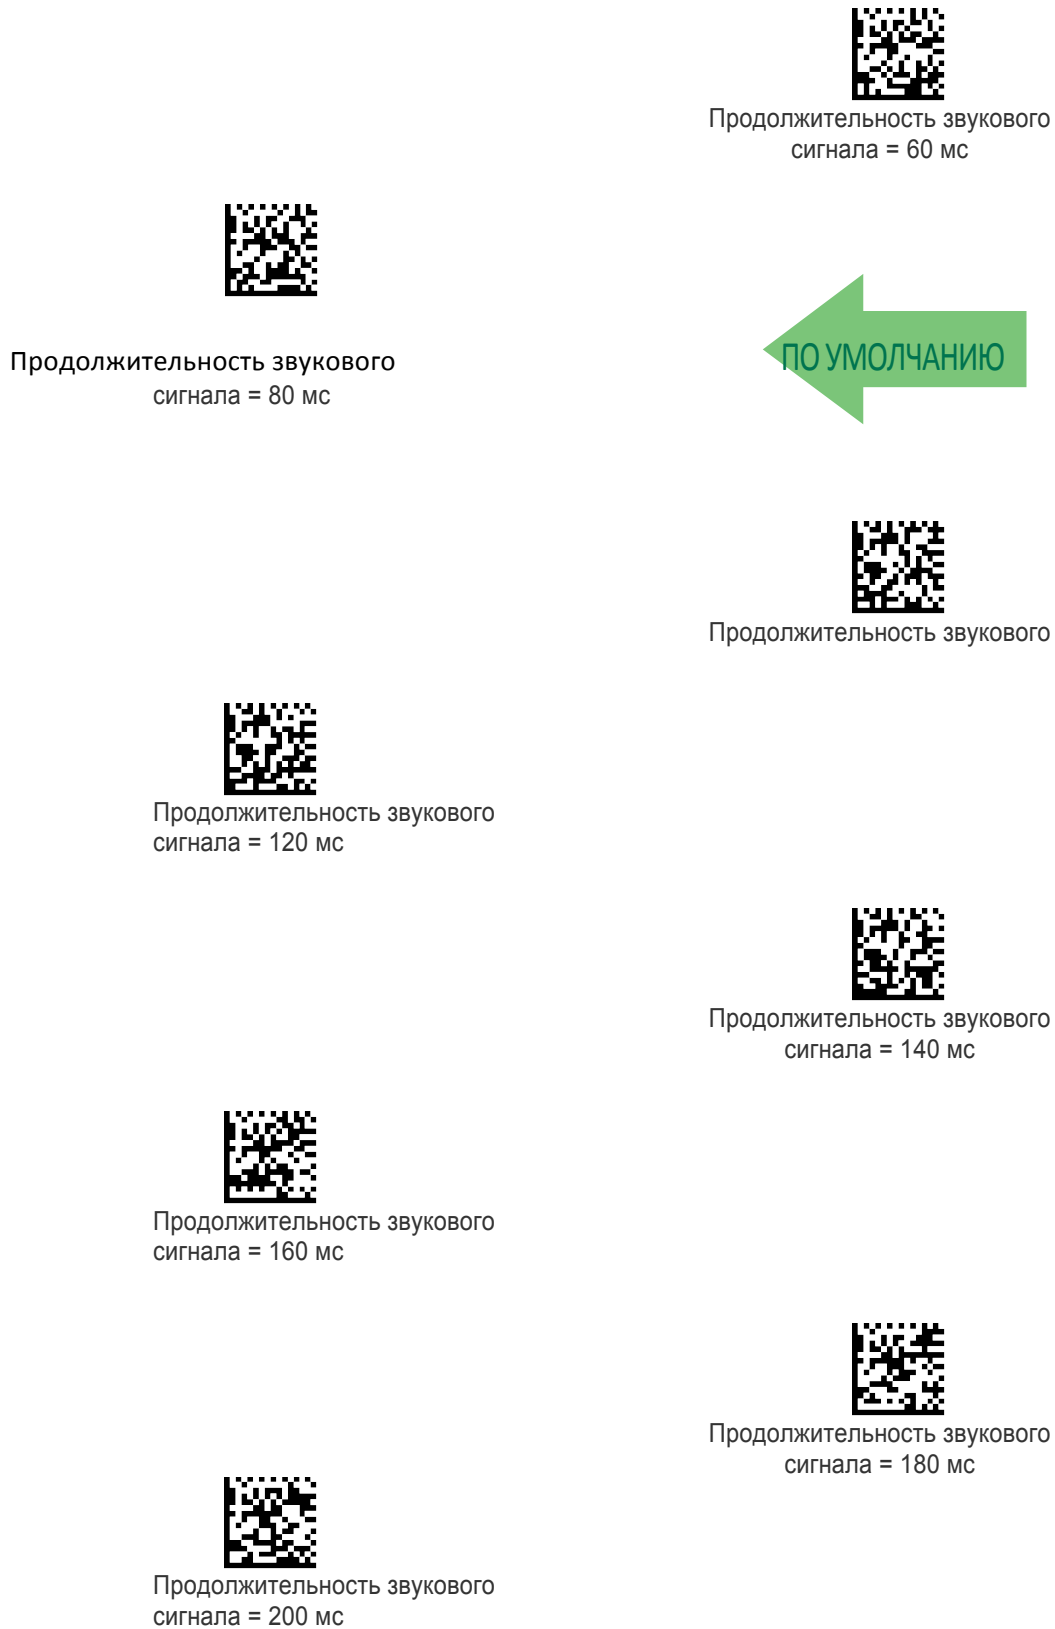 Продолжительность звукового
сигнала = 60 мс
Продолжительность звукового
сигнала = 80 мс
ПО УМОЛЧАНИЮ
Продолжительность звукового
Продолжительность звукового
сигнала = 120 мс
Продолжительность звукового
сигнала = 140 мс
Продолжительность звукового
сигнала = 160 мс
Продолжительность звукового
сигнала = 180 мс
Продолжительность звукового
сигнала = 200 мс